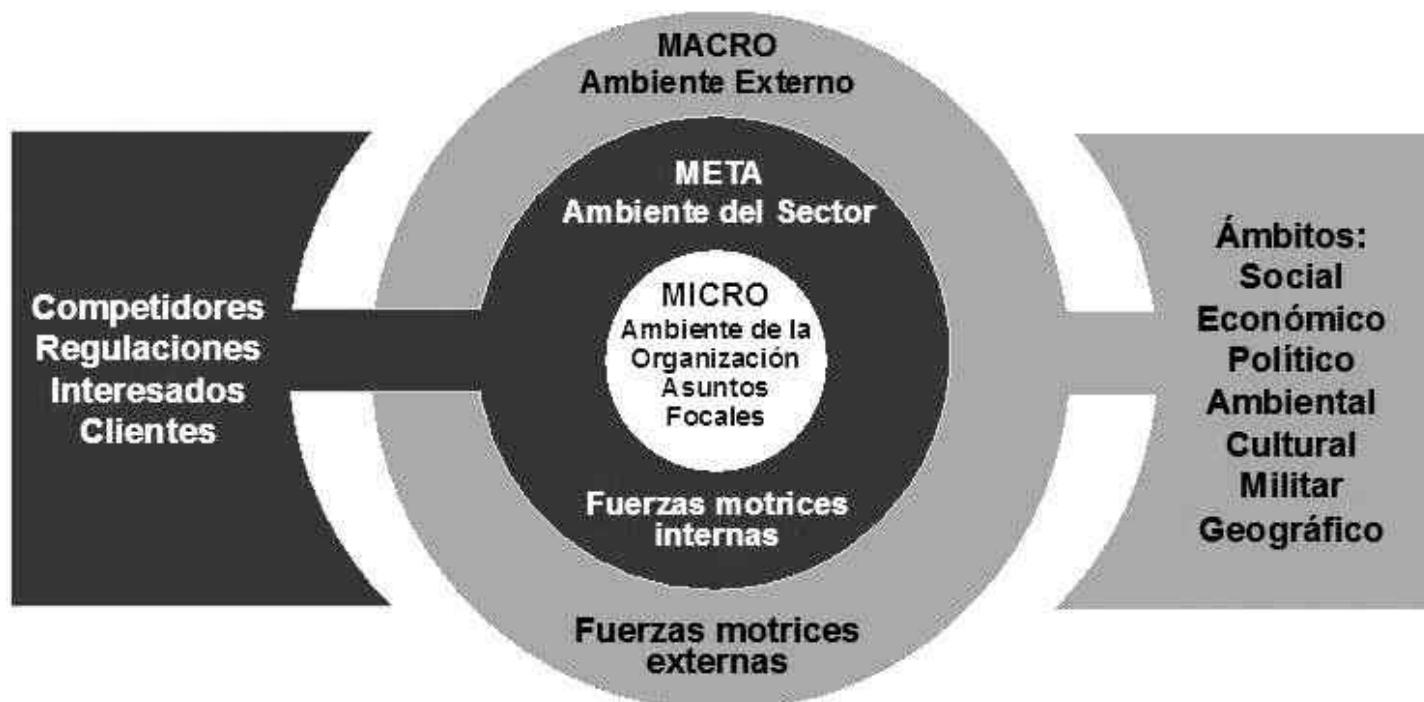 MACRO
Ambiente Externo
META
Ambiente del Sector
MICRO
Ambiente de la
Organización
Asuntos
Focales
Fuerzas motrices
internas
Fuerzas motrices
externas
Competidores
Regulaciones
Interesados
Clientes
Ámbitos:
Social
Económico
Político
Ambiental
Cultural
Militar
Geográfico